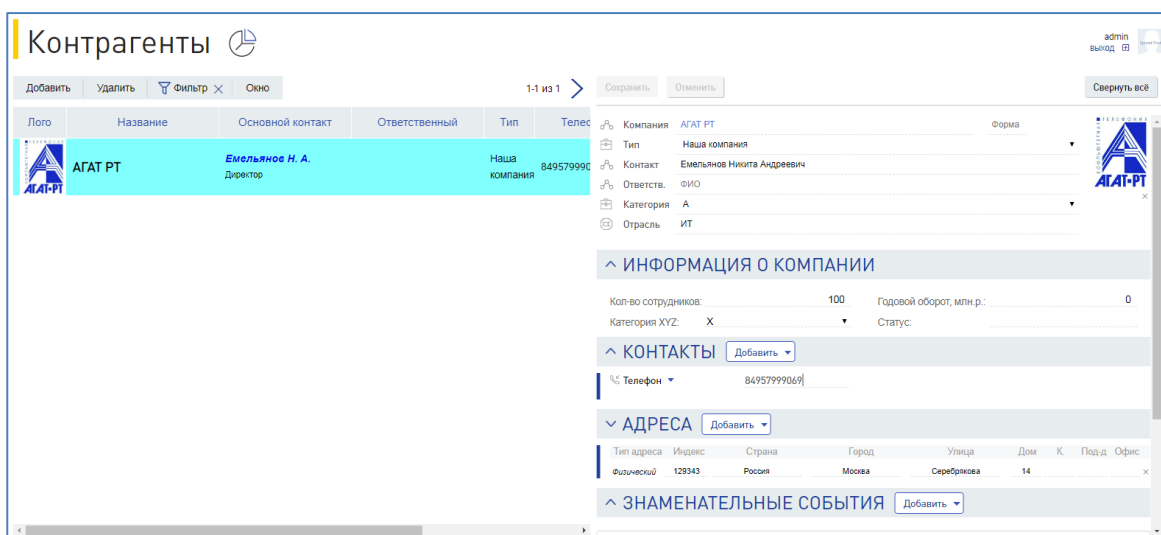 Контрагенты
admin
выход
Добавить Удалить Фильтр Окно 1-1 из 1
Сохранить Отменить Свернуть всё
Лого Название Основной контакт Ответственный Тип Телес
АГАТ-РТ АГАТ РТ Емельянов Н. А. Директор Наша компания 849579990
Компания АГАТ РТ Форма
Тип Наша компания
Контакт Емельянов Никита Андреевич
Ответств. ФИО
Категория А
Отрасль ИТ
АГАТ-РТ
ИНФОРМАЦИЯ О КОМПАНИИ
Кол-во сотрудников: 100 Годовой оборот, млн.р.: 0
Категория XYZ: X Статус:
КОНТАКТЫ Добавить
Телефон 84957999069
АДРЕСА Добавить
Тип адреса Индекс Страна Город Улица Дом К. Под-д Офис
Физический 129343 Россия Москва Серебрякова 14
ЗНАМЕНАТЕЛЬНЫЕ СОБЫТИЯ Добавить